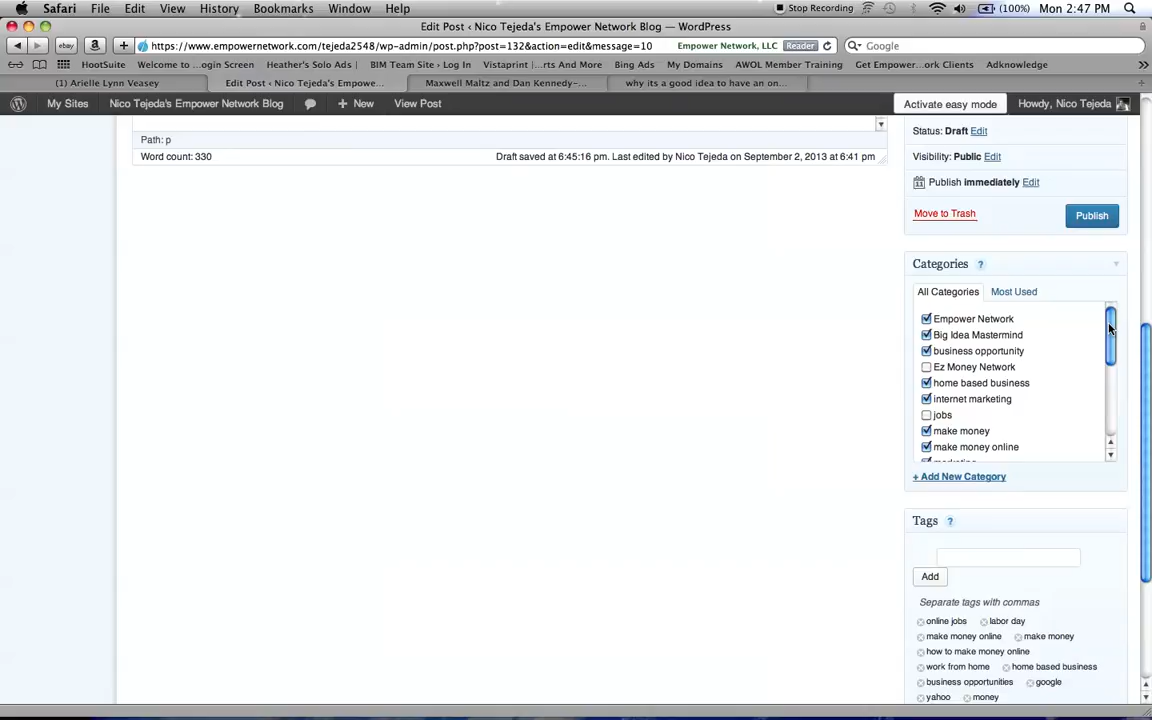 Safari File Edit View History Bookmarks Window Help Stop Recording (100%) Mon 2:47 PM
Edit Post ‹ Nico Tejeda's Empower Network Blog — WordPress
ebay a + https://www.empowernetwork.com/tejeda2548/wp-admin/post.php?post=132&action=edit&message=10 Empower Network, LLC Reader Google
HootSuite Welcome to ...ogin Screen Heather's Solo Ads BIM Team Site › Log In Vistaprint |...rts And More Bing Ads My Domains AWOL Member Training Get Empower...ork Clients Adknowledge
(1) Arielle Lynn Veasey Edit Post ‹ Nico Tejeda's Empowe... Maxwell Maltz and Dan Kennedy-... why its a good idea to have an on...
My Sites Nico Tejeda's Empower Network Blog + New View Post Activate easy mode Howdy, Nico Tejeda
Path: p
Word count: 330 Draft saved at 6:45:16 pm. Last edited by Nico Tejeda on September 2, 2013 at 6:41 pm
Status: Draft Edit
Visibility: Public Edit
Publish immediately Edit
Move to Trash Publish
Categories ?
All Categories Most Used
Empower Network
Big Idea Mastermind
business opportunity
Ez Money Network
home based business
internet marketing
jobs
make money
make money online
marketing
+ Add New Category
Tags ?
Add
Separate tags with commas
online jobs labor day
make money online make money
how to make money online
work from home home based business
business opportunities google
yahoo money